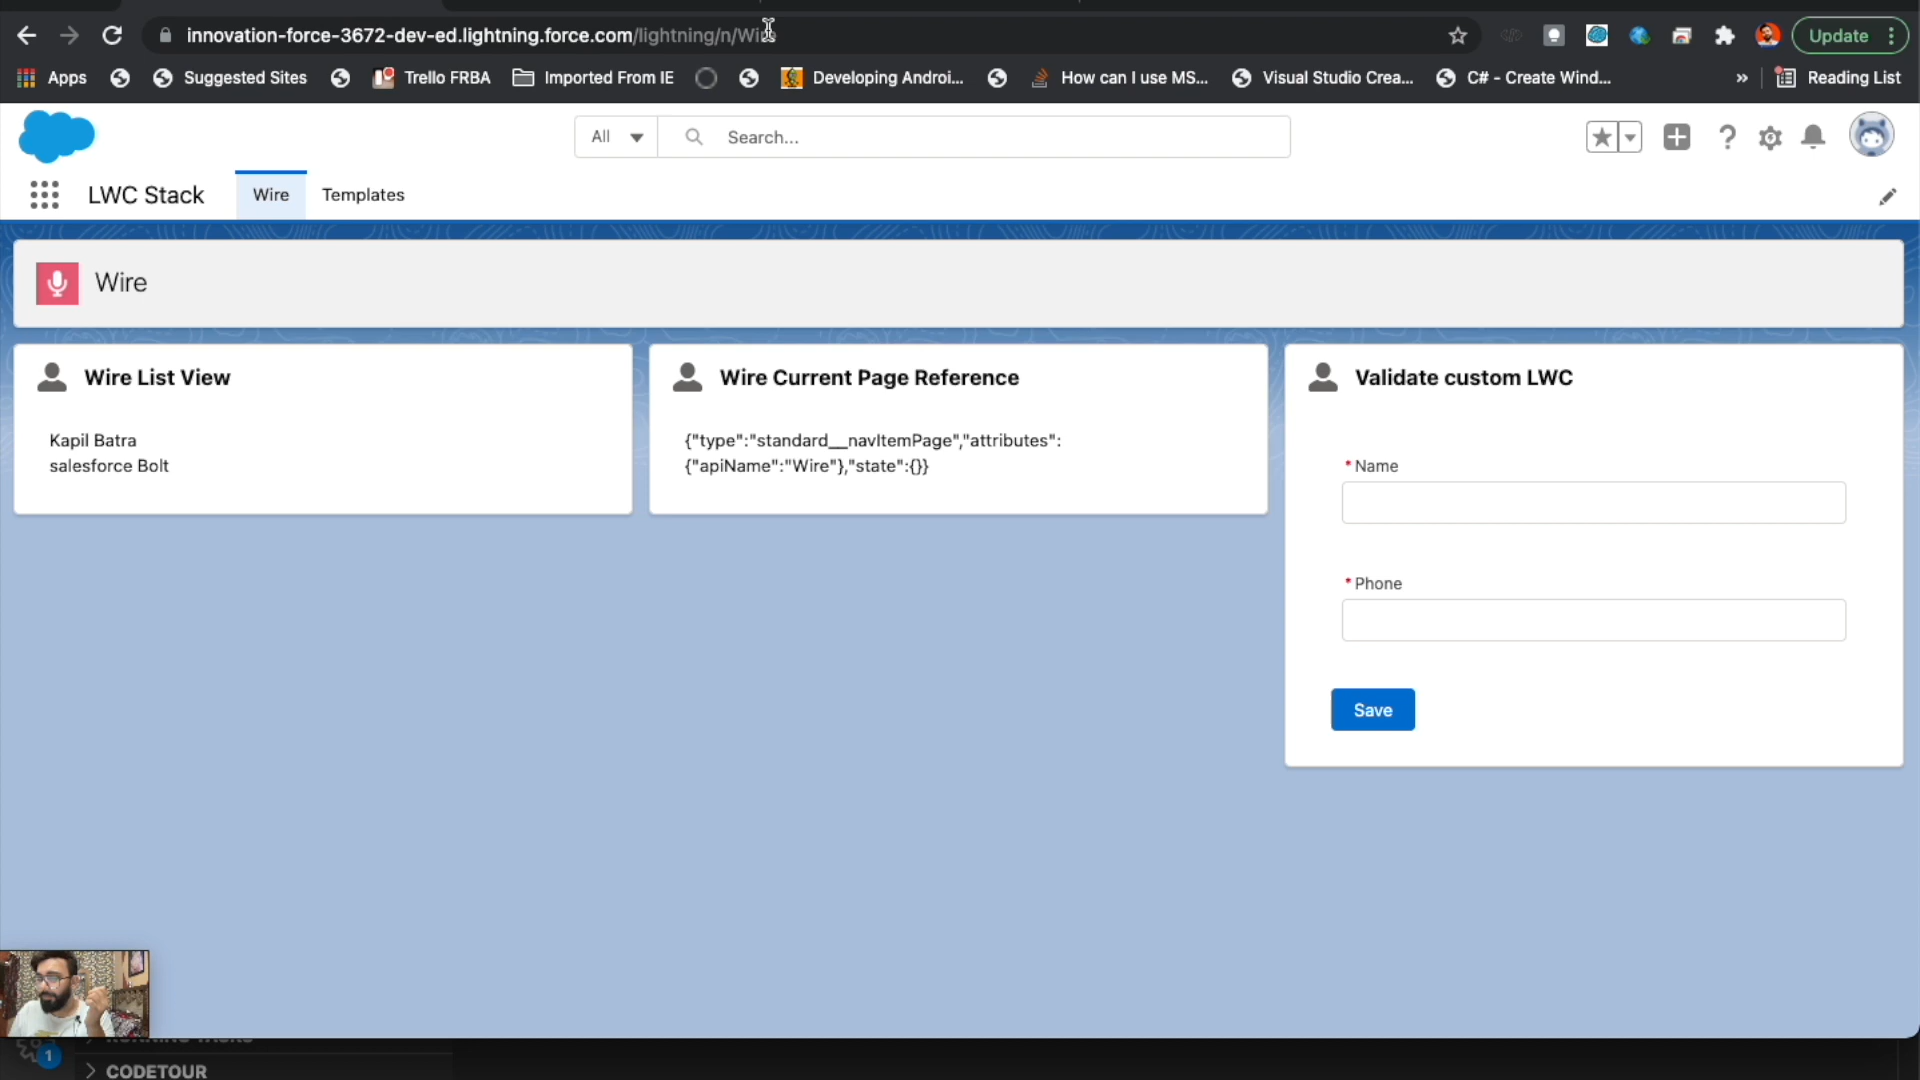 innovation-force-3672-dev-ed.lightning.force.com/lightning/n/Wire
Update
Apps
Suggested Sites
Trello FRBA
Imported From IE
Developing Androi...
How can I use MS...
Visual Studio Crea...
C# - Create Wind...
»
Reading List
All
Search...
LWC Stack
Wire
Templates
Wire
Wire List View
Kapil Batra
salesforce Bolt
Wire Current Page Reference
{"type":"standard__navItemPage","attributes":
{"apiName":"Wire"},"state":{}}
Validate custom LWC
* Name
* Phone
Save
RUNNING TASKS
1
CODETOUR